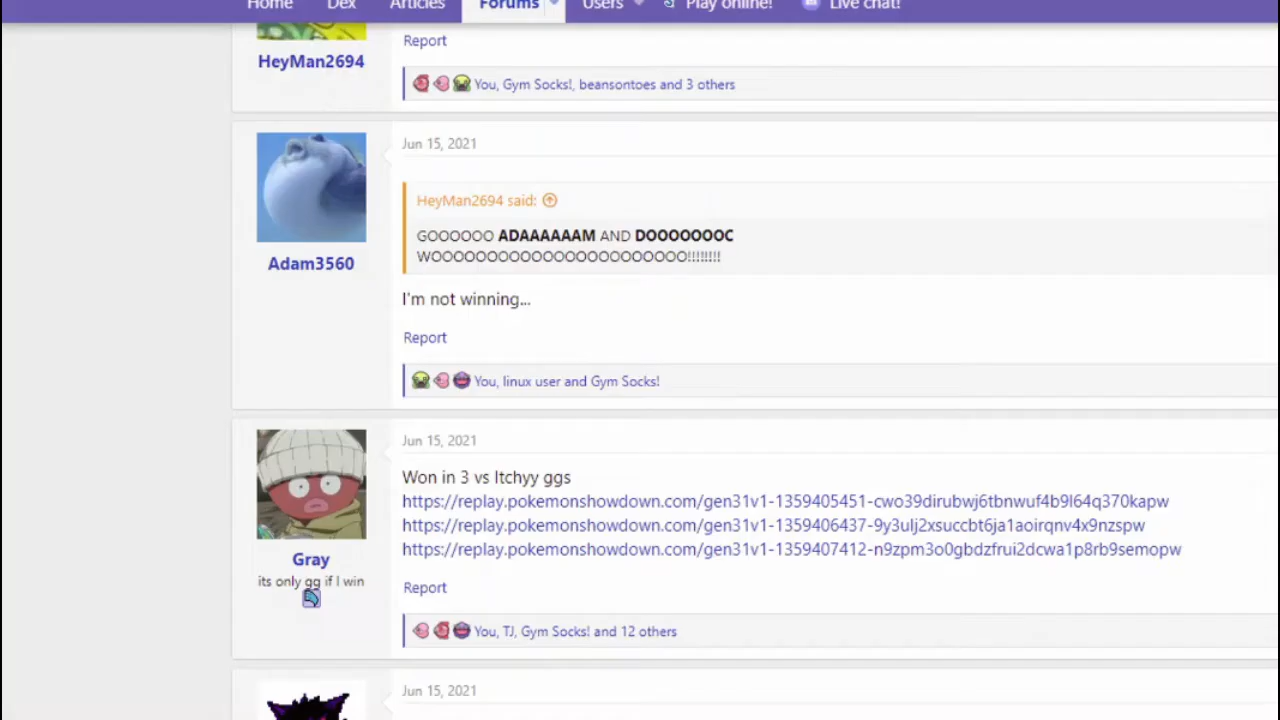 Home Dex Articles Forums Users Play online! Live chat!
HeyMan2694
Report
You, Gym Socks!, beansontoes and 3 others
Jun 15, 2021
Adam3560
HeyMan2694 said:
GOOOOOO ADAAAAAAM AND DOOOOOOOC
WOOOOOOOOOOOOOOOOOOOOOOO!!!!!!!!
I'm not winning...
Report
You, linux user and Gym Socks!
Jun 15, 2021
Gray
its only gg if I win
Won in 3 vs Itchyy ggs
https://replay.pokemonshowdown.com/gen31v1-1359405451-cwo39dirubwj6tbnwuf4b9l64q370kapw
https://replay.pokemonshowdown.com/gen31v1-1359406437-9y3ulj2xsuccbt6ja1aoirqnv4x9nzspw
https://replay.pokemonshowdown.com/gen31v1-1359407412-n9zpm3o0gbdzfrui2dcwa1p8rb9semopw
Report
You, TJ, Gym Socks! and 12 others
Jun 15, 2021